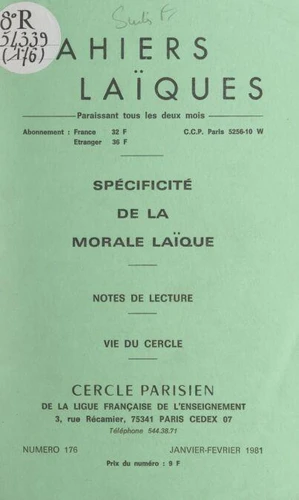 8° R
54339
(176)
AHIERS
LAÏQUES
Paraissant tous les deux mois
Abonnement : France 32 F C.C.P. Paris 5256-10 W
Etranger 36 F
SPÉCIFICITÉ
DE LA
MORALE LAÏQUE
NOTES DE LECTURE
VIE DU CERCLE
CERCLE PARISIEN
DE LA LIGUE FRANÇAISE DE L'ENSEIGNEMENT
3, rue Récamier, 75341 PARIS CEDEX 07
Téléphone 544.38.71
NUMERO 176 JANVIER-FEVRIER 1981
Prix du numéro : 9 F